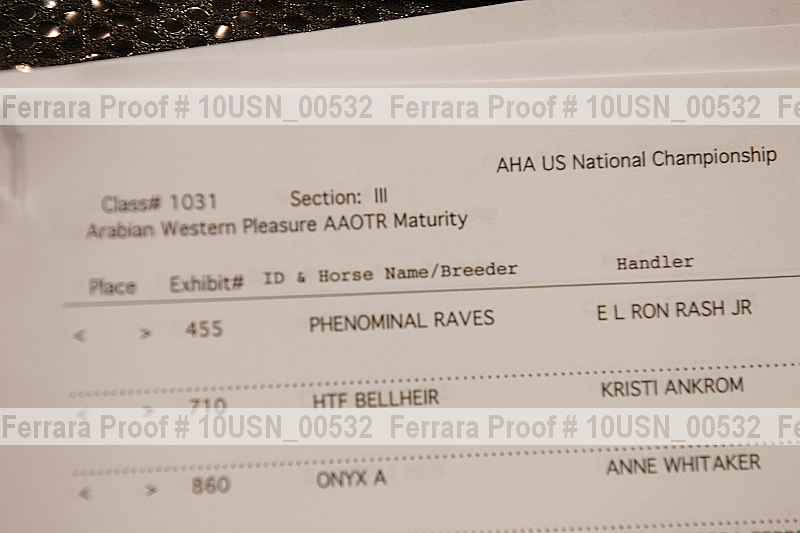 Ferrara Proof # 10USN_00532 Ferrara Proof # 10USN_00532
AHA US National Championship
Class# 1031 Section: III
Arabian Western Pleasure AAOTR Maturity
Place Exhibit# ID & Horse Name/Breeder Handler
< > 455 PHENOMINAL RAVES E L RON RASH JR
< > 710 HTF BELLHEIR KRISTI ANKROM
Ferrara Proof # 10USN_00532 Ferrara Proof # 10USN_00532
< > 860 ONYX A ANNE WHITAKER